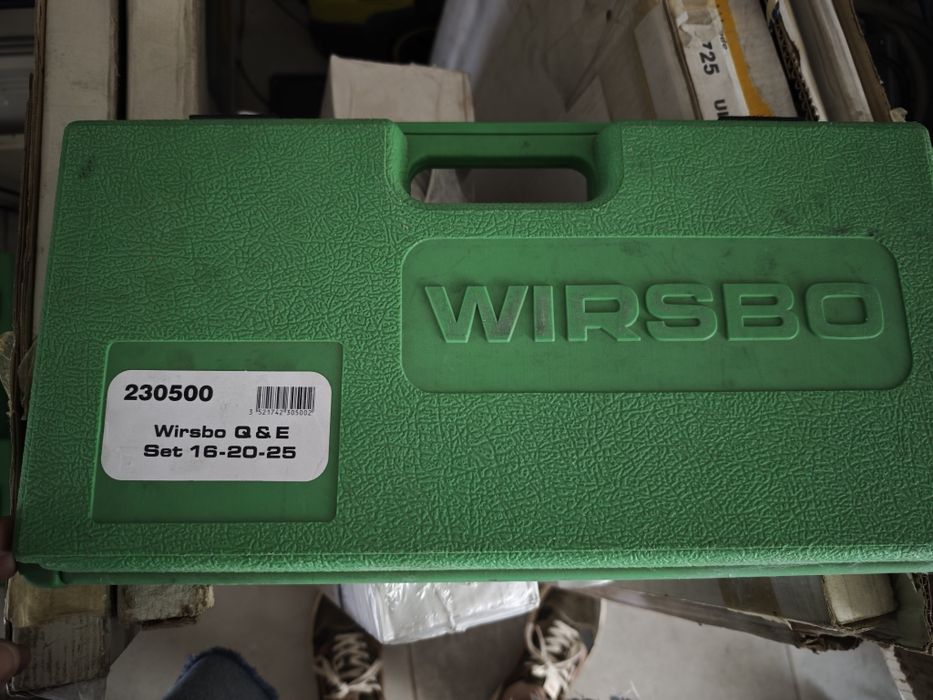 725
WIRSBO
230500
3 521742 305002
Wirsbo Q & E
Set 16-20-25